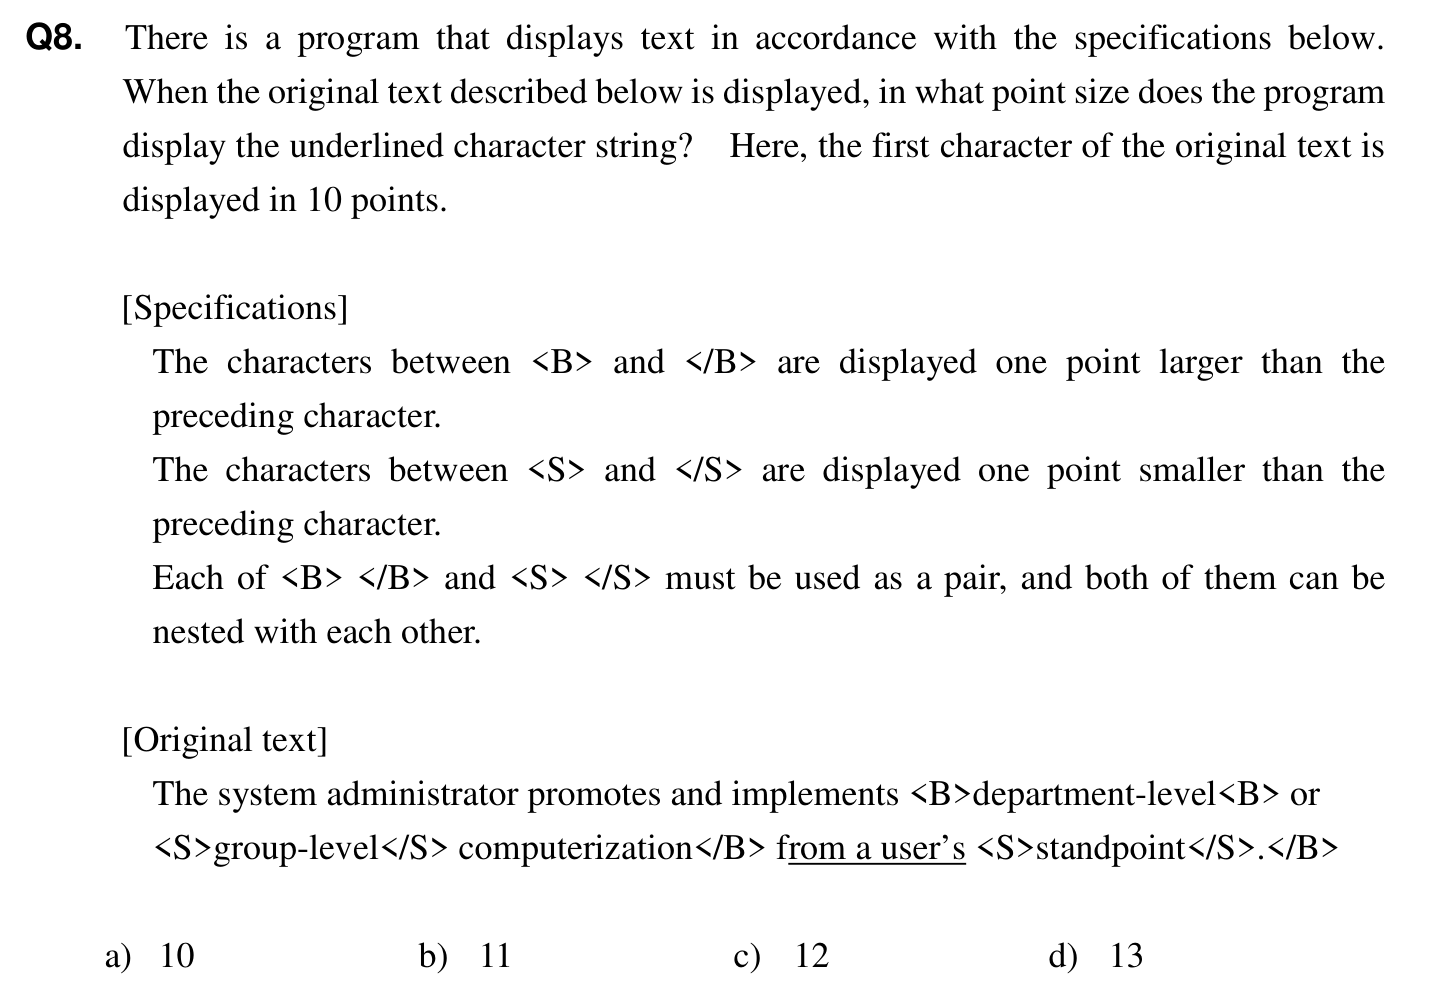 Q8. There is a program that displays text in accordance with the specifications below.
When the original text described below is displayed, in what point size does the program
display the underlined character string? Here, the first character of the original text is
displayed in 10 points.
[Specifications]
The characters between <B> and </B> are displayed one point larger than the
preceding character.
The characters between <S> and </S> are displayed one point smaller than the
preceding character.
Each of <B> </B> and <S> </S> must be used as a pair, and both of them can be
nested with each other.
[Original text]
The system administrator promotes and implements <B>department-level<B> or
<S>group-level</S> computerization</B> from a user’s <S>standpoint</S>.</B>
a) 10 b) 11 c) 12 d) 13